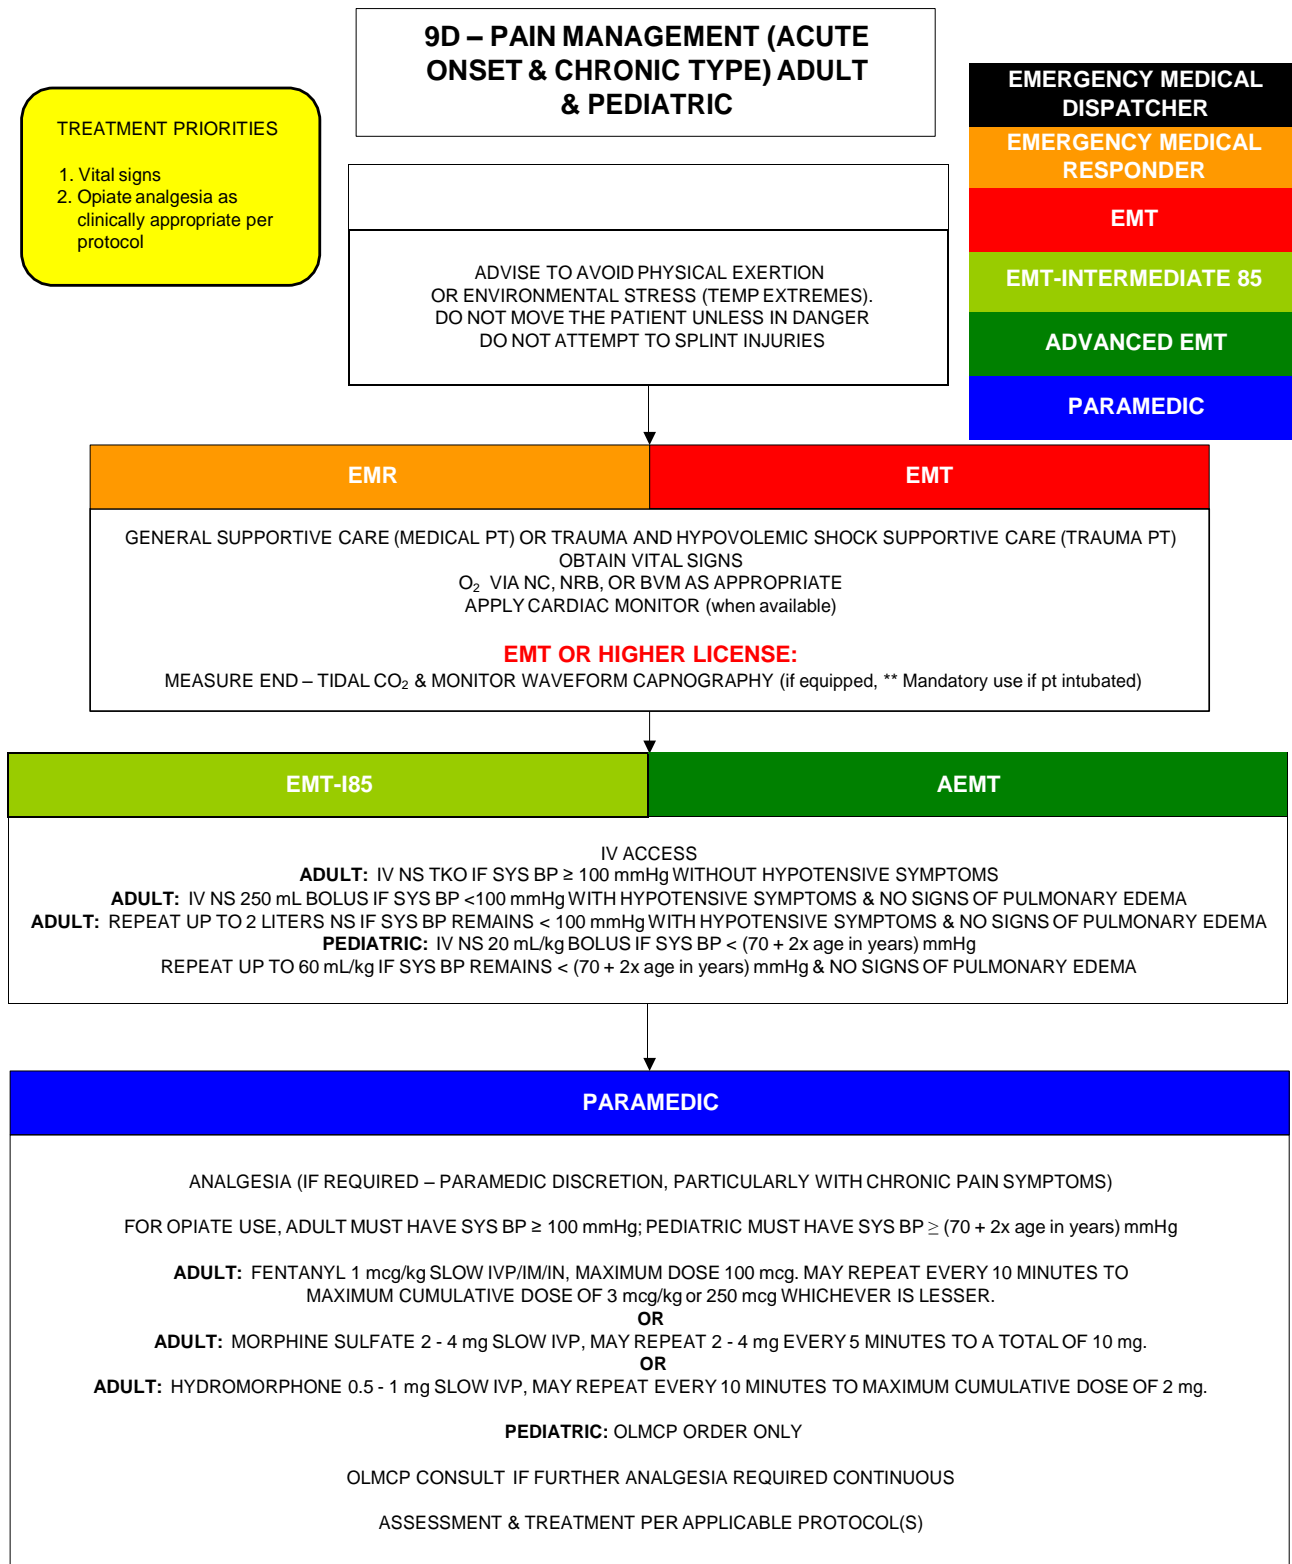 9D – PAIN MANAGEMENT (ACUTE
ONSET & CHRONIC TYPE) ADULT
& PEDIATRIC
TREATMENT PRIORITIES
1. Vital signs
2. Opiate analgesia as
clinically appropriate per
protocol
EMERGENCY MEDICAL
DISPATCHER
EMERGENCY MEDICAL
RESPONDER
EMT
EMT-INTERMEDIATE 85
ADVANCED EMT
PARAMEDIC
ADVISE TO AVOID PHYSICAL EXERTION
OR ENVIRONMENTAL STRESS (TEMP EXTREMES).
DO NOT MOVE THE PATIENT UNLESS IN DANGER
DO NOT ATTEMPT TO SPLINT INJURIES
EMR
EMT
GENERAL SUPPORTIVE CARE (MEDICAL PT) OR TRAUMA AND HYPOVOLEMIC SHOCK SUPPORTIVE CARE (TRAUMA PT)
OBTAIN VITAL SIGNS
O₂ VIA NC, NRB, OR BVM AS APPROPRIATE
APPLY CARDIAC MONITOR (when available)
EMT OR HIGHER LICENSE:
MEASURE END – TIDAL CO₂ & MONITOR WAVEFORM CAPNOGRAPHY (if equipped, ** Mandatory use if pt intubated)
EMT-I85
AEMT
IV ACCESS
ADULT: IV NS TKO IF SYS BP ≥ 100 mmHg WITHOUT HYPOTENSIVE SYMPTOMS
ADULT: IV NS 250 mL BOLUS IF SYS BP <100 mmHg WITH HYPOTENSIVE SYMPTOMS & NO SIGNS OF PULMONARY EDEMA
ADULT: REPEAT UP TO 2 LITERS NS IF SYS BP REMAINS < 100 mmHg WITH HYPOTENSIVE SYMPTOMS & NO SIGNS OF PULMONARY EDEMA
PEDIATRIC: IV NS 20 mL/kg BOLUS IF SYS BP < (70 + 2x age in years) mmHg
REPEAT UP TO 60 mL/kg IF SYS BP REMAINS < (70 + 2x age in years) mmHg & NO SIGNS OF PULMONARY EDEMA
PARAMEDIC
ANALGESIA (IF REQUIRED – PARAMEDIC DISCRETION, PARTICULARLY WITH CHRONIC PAIN SYMPTOMS)
FOR OPIATE USE, ADULT MUST HAVE SYS BP ≥ 100 mmHg; PEDIATRIC MUST HAVE SYS BP ≥ (70 + 2x age in years) mmHg
ADULT: FENTANYL 1 mcg/kg SLOW IVP/IM/IN, MAXIMUM DOSE 100 mcg. MAY REPEAT EVERY 10 MINUTES TO
MAXIMUM CUMULATIVE DOSE OF 3 mcg/kg or 250 mcg WHICHEVER IS LESSER.
OR
ADULT: MORPHINE SULFATE 2 - 4 mg SLOW IVP, MAY REPEAT 2 - 4 mg EVERY 5 MINUTES TO A TOTAL OF 10 mg.
OR
ADULT: HYDROMORPHONE 0.5 - 1 mg SLOW IVP, MAY REPEAT EVERY 10 MINUTES TO MAXIMUM CUMULATIVE DOSE OF 2 mg.
PEDIATRIC: OLMCP ORDER ONLY
OLMCP CONSULT IF FURTHER ANALGESIA REQUIRED CONTINUOUS
ASSESSMENT & TREATMENT PER APPLICABLE PROTOCOL(S)